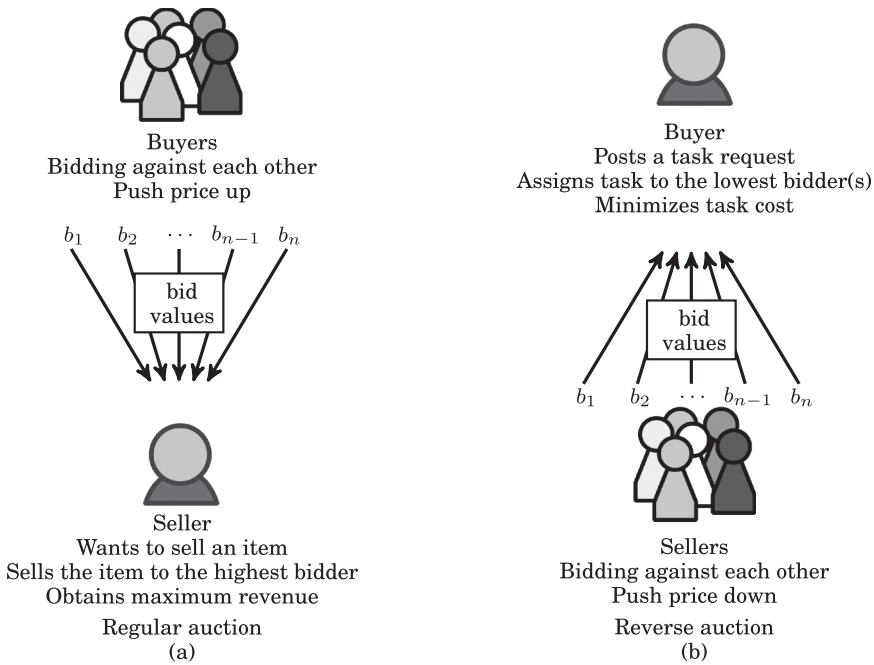 Buyers
Bidding against each other
Push price up
b1 b2 ⋯ bn−1 bn
bid
values
Seller
Wants to sell an item
Sells the item to the highest bidder
Obtains maximum revenue
Regular auction
(a)
Buyer
Posts a task request
Assigns task to the lowest bidder(s)
Minimizes task cost
bid
values
b1 b2 ⋯ bn−1 bn
Sellers
Bidding against each other
Push price down
Reverse auction
(b)